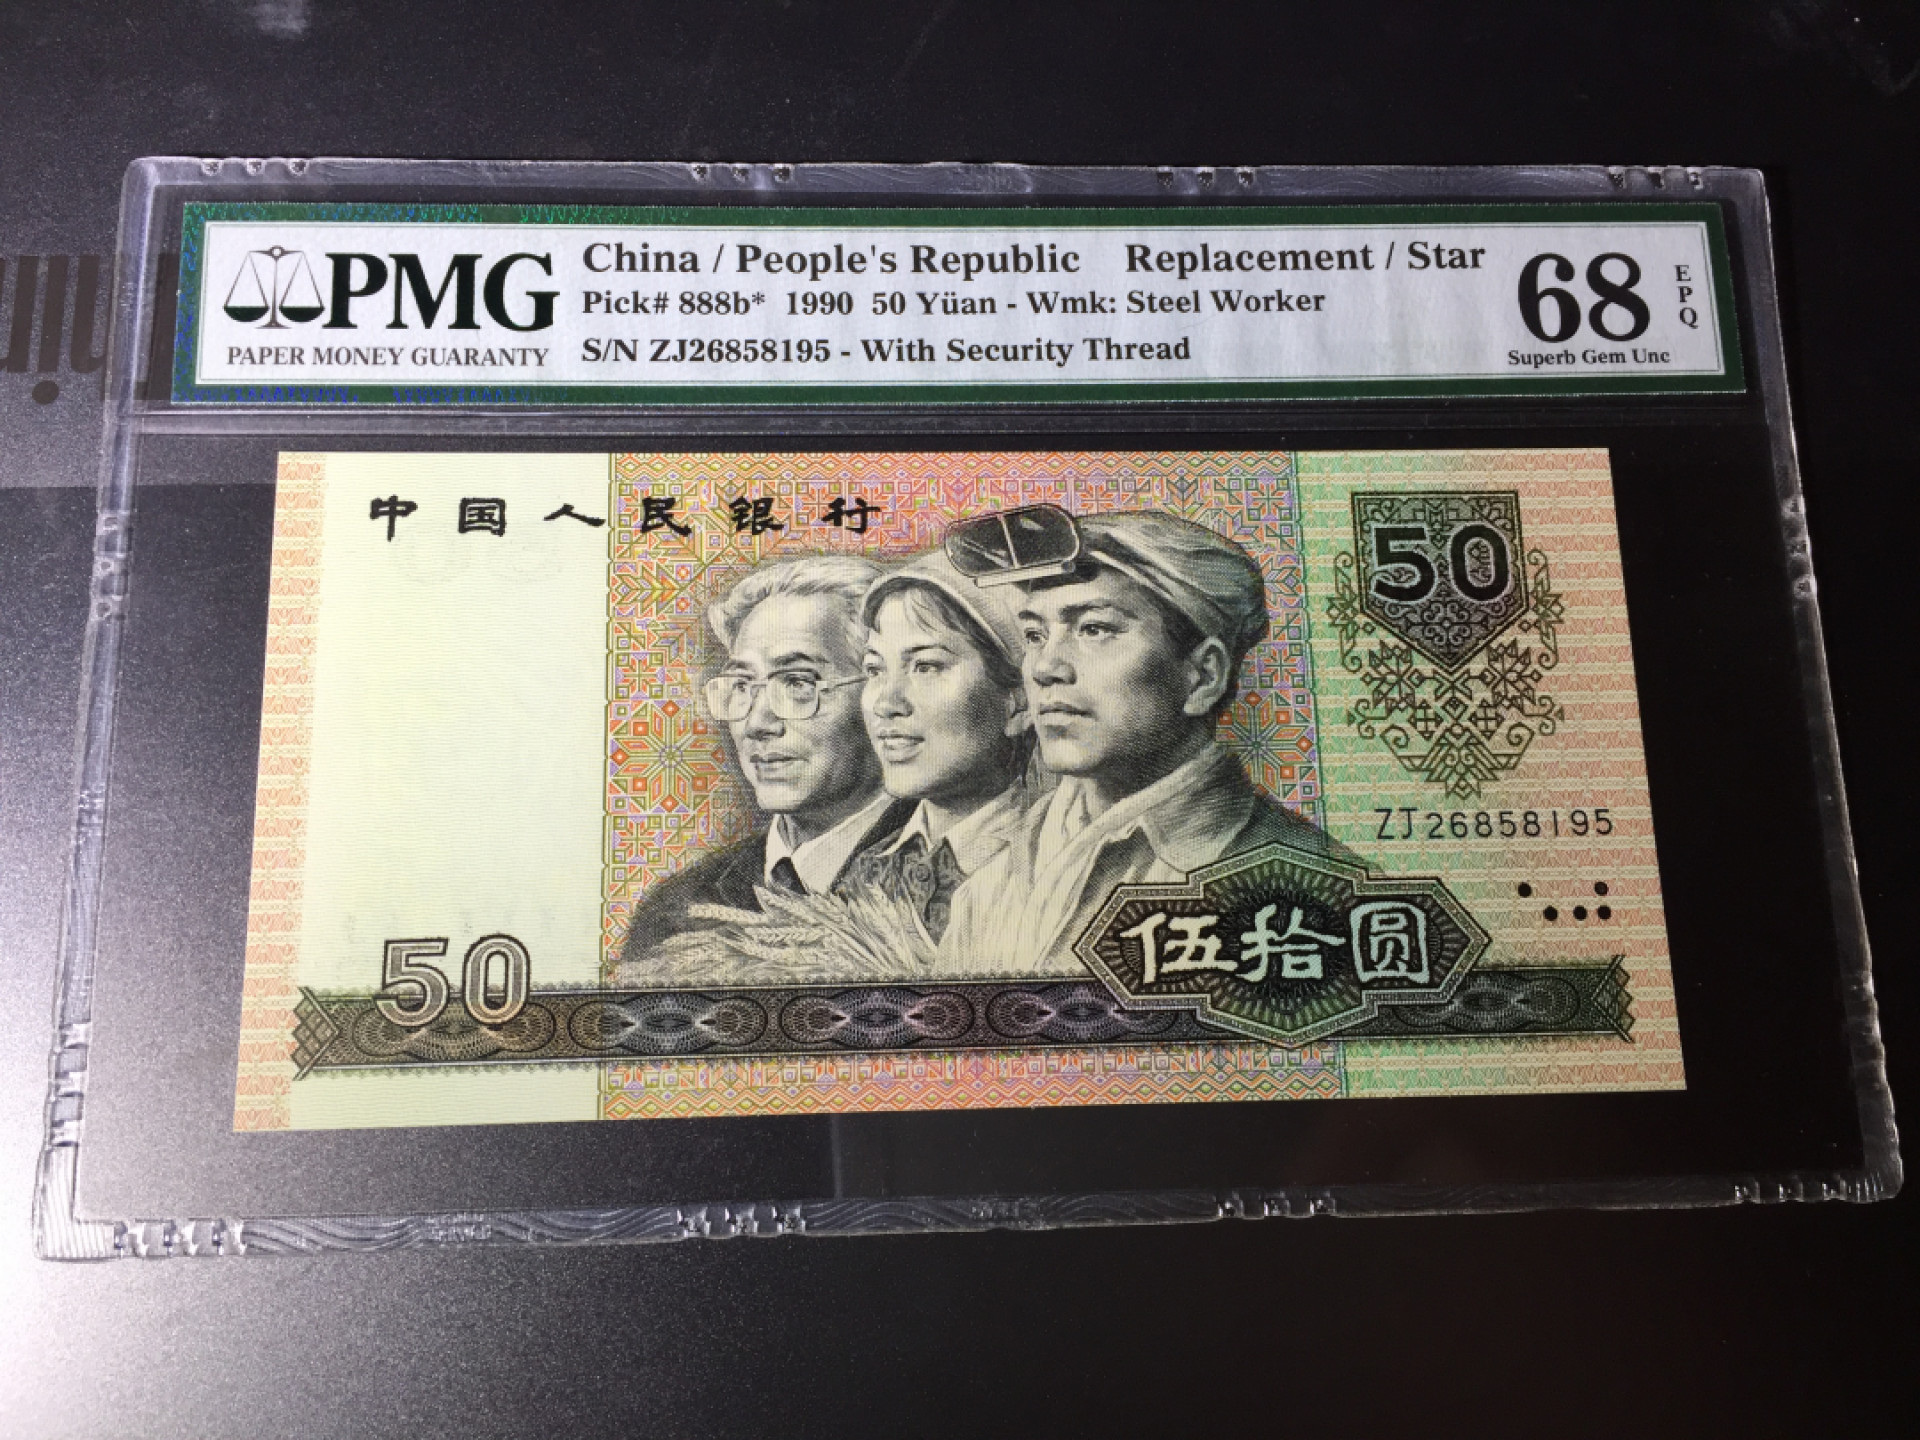 PMG
PAPER MONEY GUARANTY
China / People's Republic Replacement / Star
Pick# 888b* 1990 50 Yüan - Wmk: Steel Worker
S/N ZJ26858195 - With Security Thread
68
EPQ
Superb Gem Unc
中国人民银行
50
ZJ26858195
50
伍拾圆